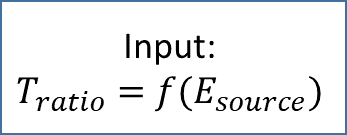 Input:
T_ratio = f(E_source)